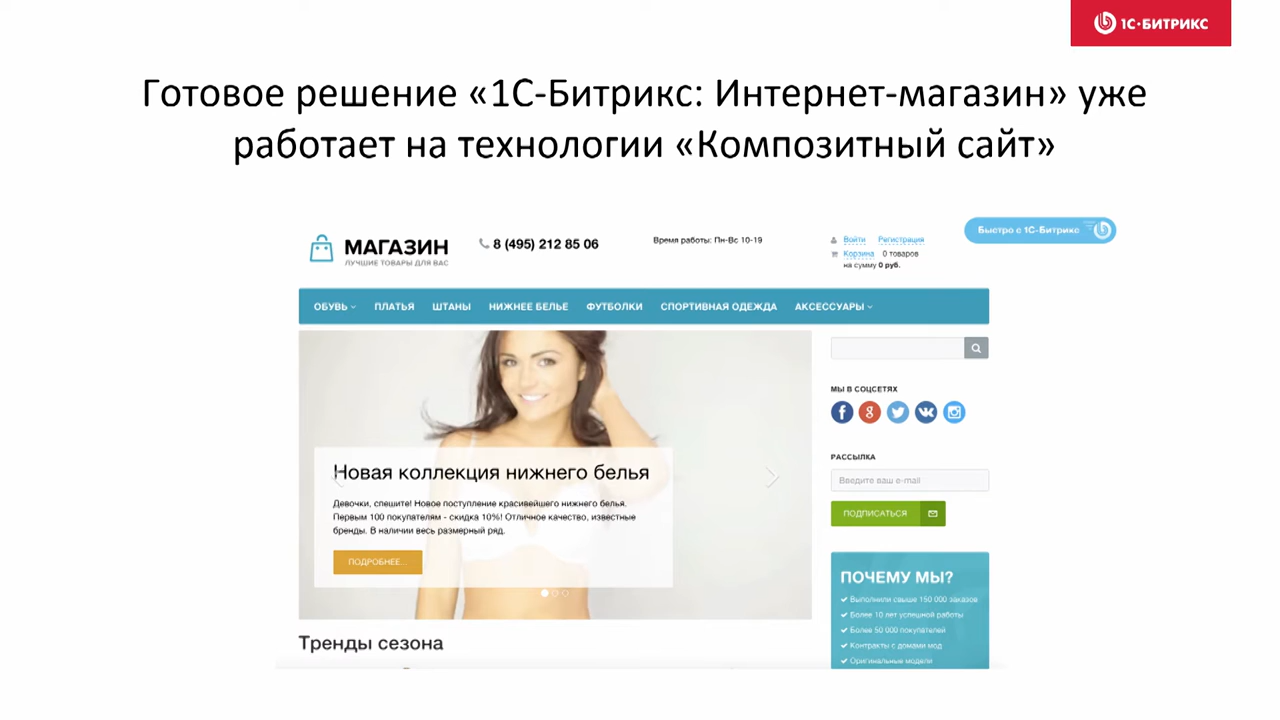 1С·БИТРИКС
Готовое решение «1С-Битрикс: Интернет-магазин» уже
работает на технологии «Композитный сайт»
МАГАЗИН
ЛУЧШИЕ ТОВАРЫ ДЛЯ ВАС
8 (495) 212 85 06
Время работы: Пн-Вс 10-19
Войти Регистрация
Корзина 0 товаров
на сумму 0 руб.
Быстро с 1С-Битрикс
ОБУВЬ ПЛАТЬЯ ШТАНЫ НИЖНЕЕ БЕЛЬЕ ФУТБОЛКИ СПОРТИВНАЯ ОДЕЖДА АКСЕССУАРЫ
Новая коллекция нижнего белья
Девочки, спешите! Новое поступление красивейшего нижнего белья.
Первым 100 покупателям - скидка 10%! Отличное качество, известные
бренды. В наличии весь размерный ряд.
ПОДРОБНЕЕ...
Тренды сезона
МЫ В СОЦСЕТЯХ
РАССЫЛКА
Введите ваш e-mail
ПОДПИСАТЬСЯ
ПОЧЕМУ МЫ?
Выполнили свыше 150 000 заказов
Более 10 лет успешной работы
Более 50 000 покупателей
Контракты с домами мод
Оригинальные модели